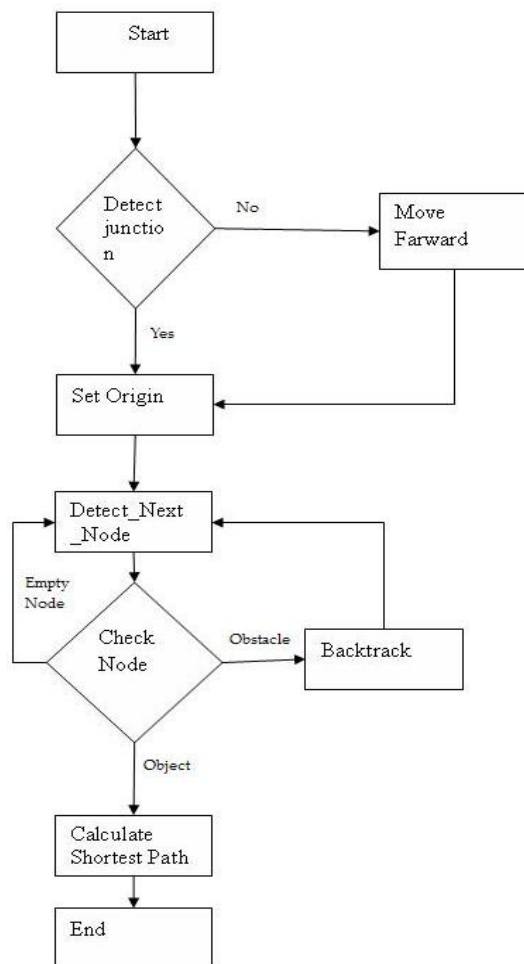 Start
Detect
junctio
n
No
Move
Farward
Yes
Set Origin
Detect_Next
_Node
Empty
Node
Check
Node
Obstacle
Backtrack
Object
Calculate
Shortest Path
End